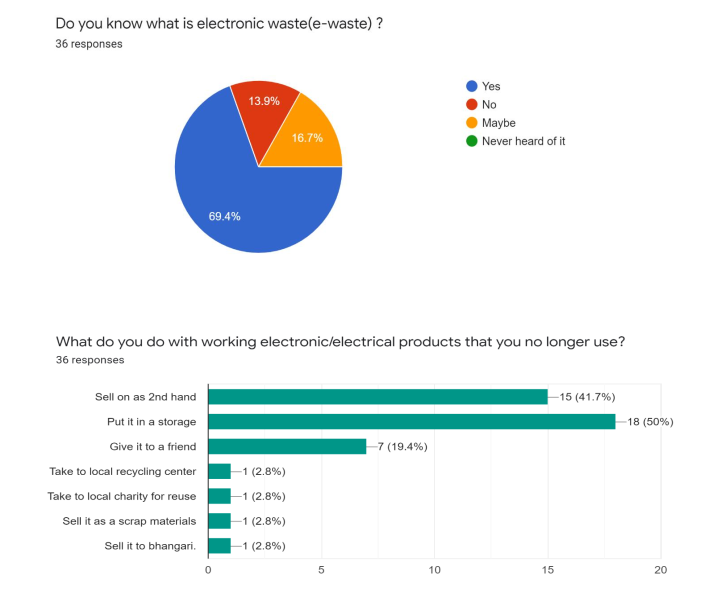 Do you know what is electronic waste(e-waste) ?
36 responses
13.9%
16.7%
69.4%
Yes
No
Maybe
Never heard of it
What do you do with working electronic/electrical products that you no longer use?
36 responses
Sell on as 2nd hand 15 (41.7%)
Put it in a storage 18 (50%)
Give it to a friend 7 (19.4%)
Take to local recycling center 1 (2.8%)
Take to local charity for reuse 1 (2.8%)
Sell it as a scrap materials 1 (2.8%)
Sell it to bhangari. 1 (2.8%)
0 5 10 15 20